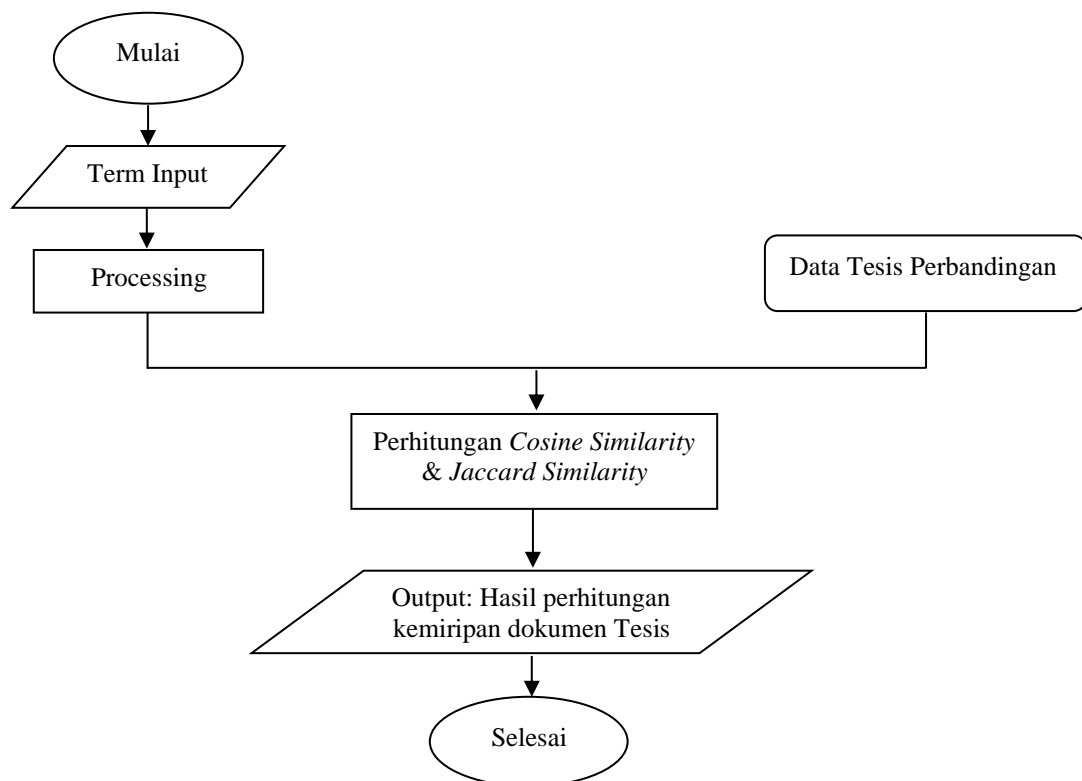 Mulai
Term Input
Processing
Data Tesis Perbandingan
Perhitungan Cosine Similarity
& Jaccard Similarity
Output: Hasil perhitungan
kemiripan dokumen Tesis
Selesai